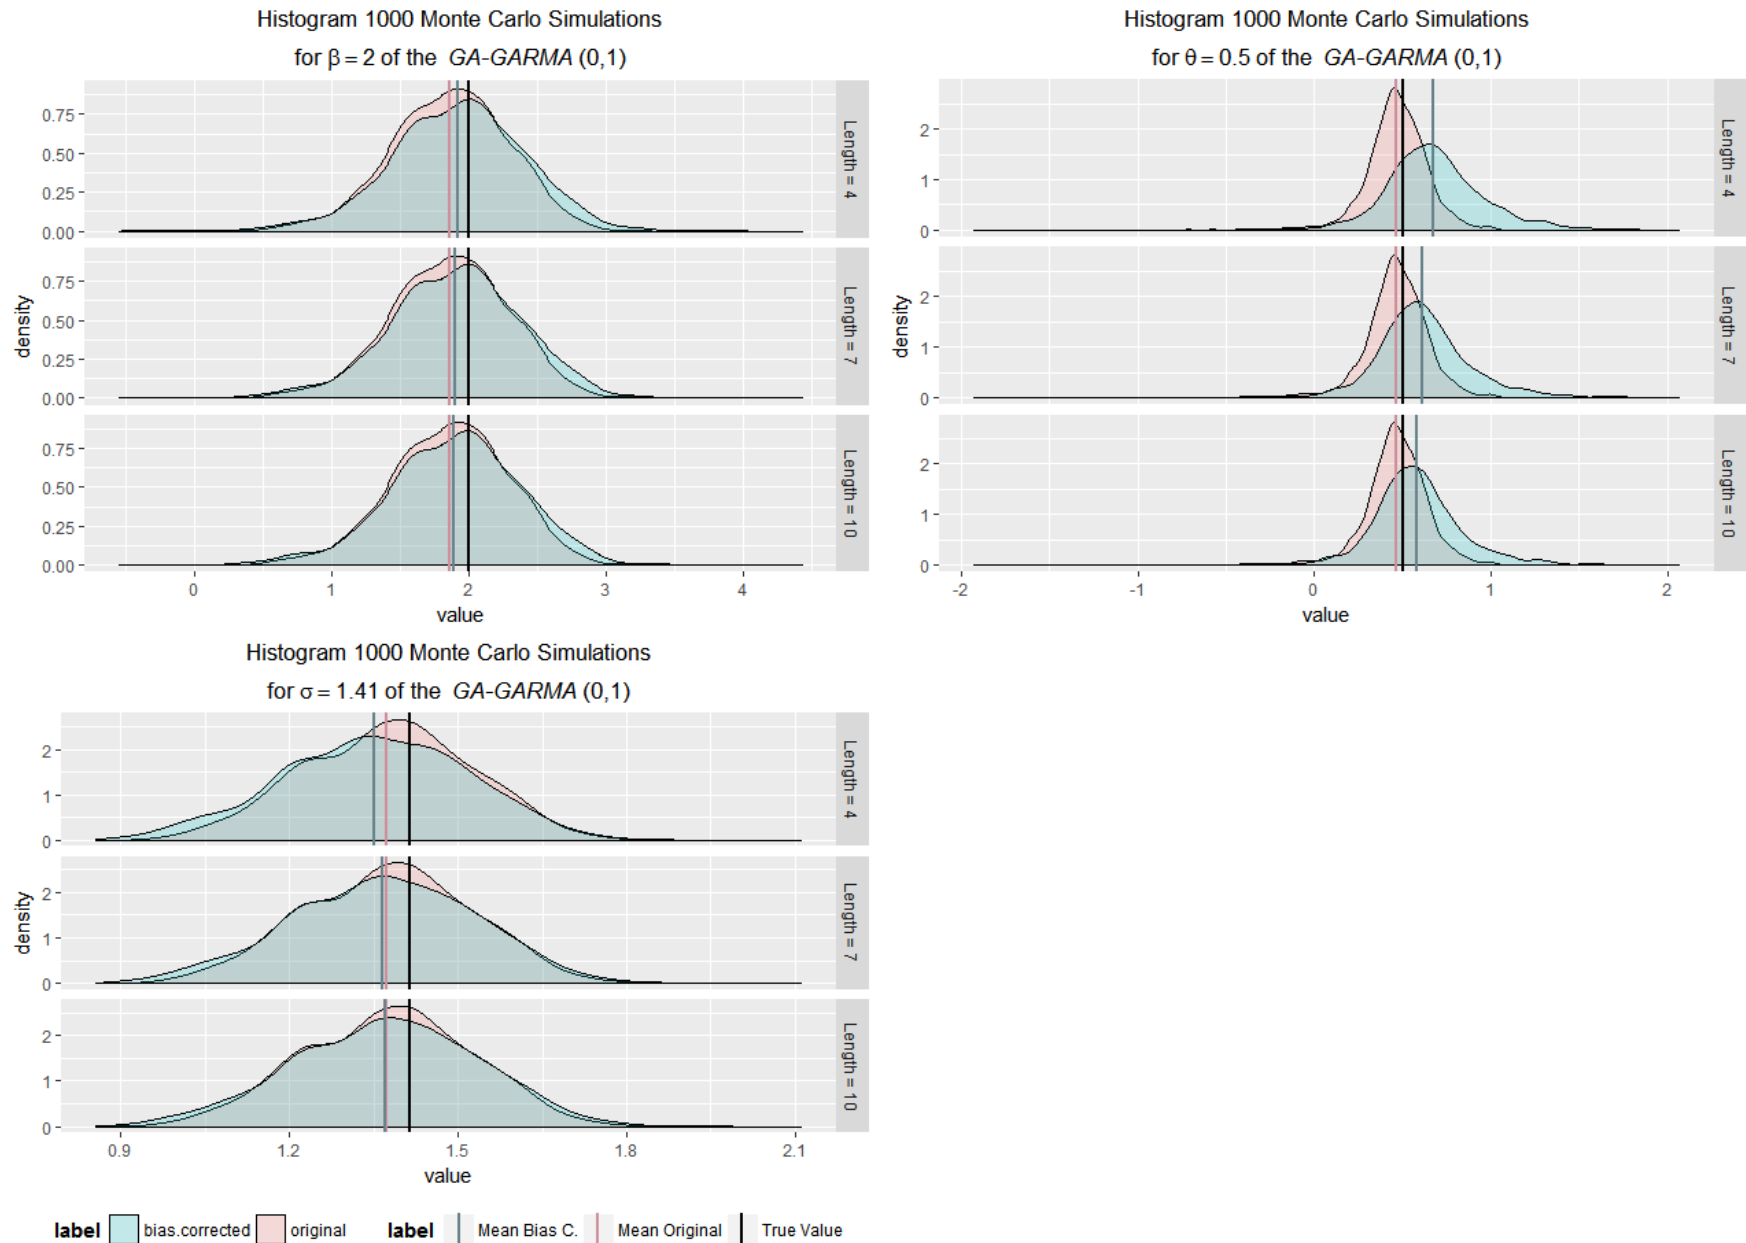 Histogram 1000 Monte Carlo Simulations
for β = 2 of the GA-GARMA (0,1)
density
0.75
0.50
0.25
0.00
Length = 4
0.75
0.50
0.25
0.00
Length = 7
0.75
0.50
0.25
0.00
Length = 10
0 1 2 3 4
value
Histogram 1000 Monte Carlo Simulations
for θ = 0.5 of the GA-GARMA (0,1)
density
2
1
0
Length = 4
2
1
0
Length = 7
2
1
0
Length = 10
-2 -1 0 1 2
value
Histogram 1000 Monte Carlo Simulations
for σ = 1.41 of the GA-GARMA (0,1)
density
2
1
0
Length = 4
2
1
0
Length = 7
2
1
0
Length = 10
0.9 1.2 1.5 1.8 2.1
value
label bias.corrected original label Mean Bias C. Mean Original True Value